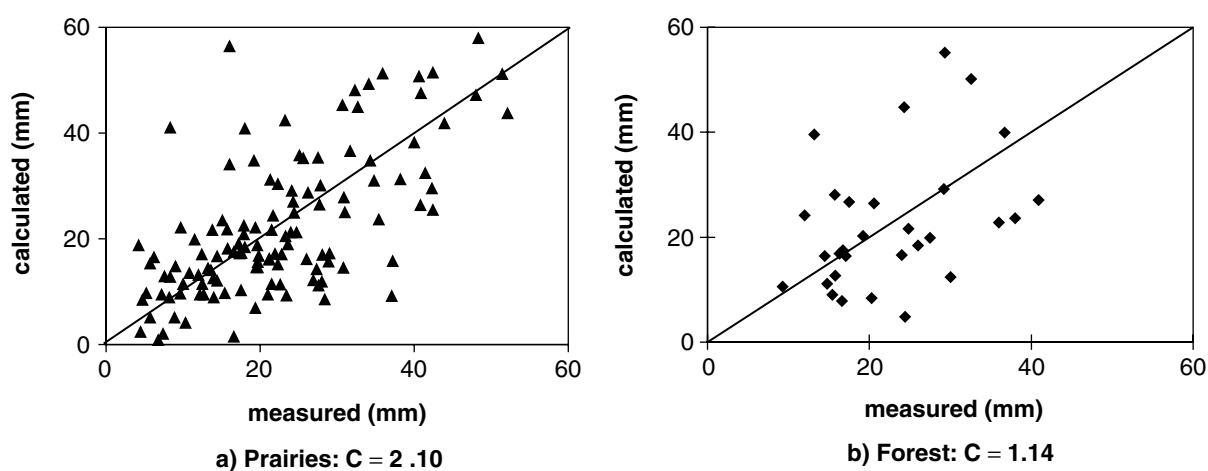 60
40
20
0
calculated (mm)
0 20 40 60
measured (mm)
a) Prairies: C = 2 .10
60
40
20
0
calculated (mm)
0 20 40 60
measured (mm)
b) Forest: C = 1.14